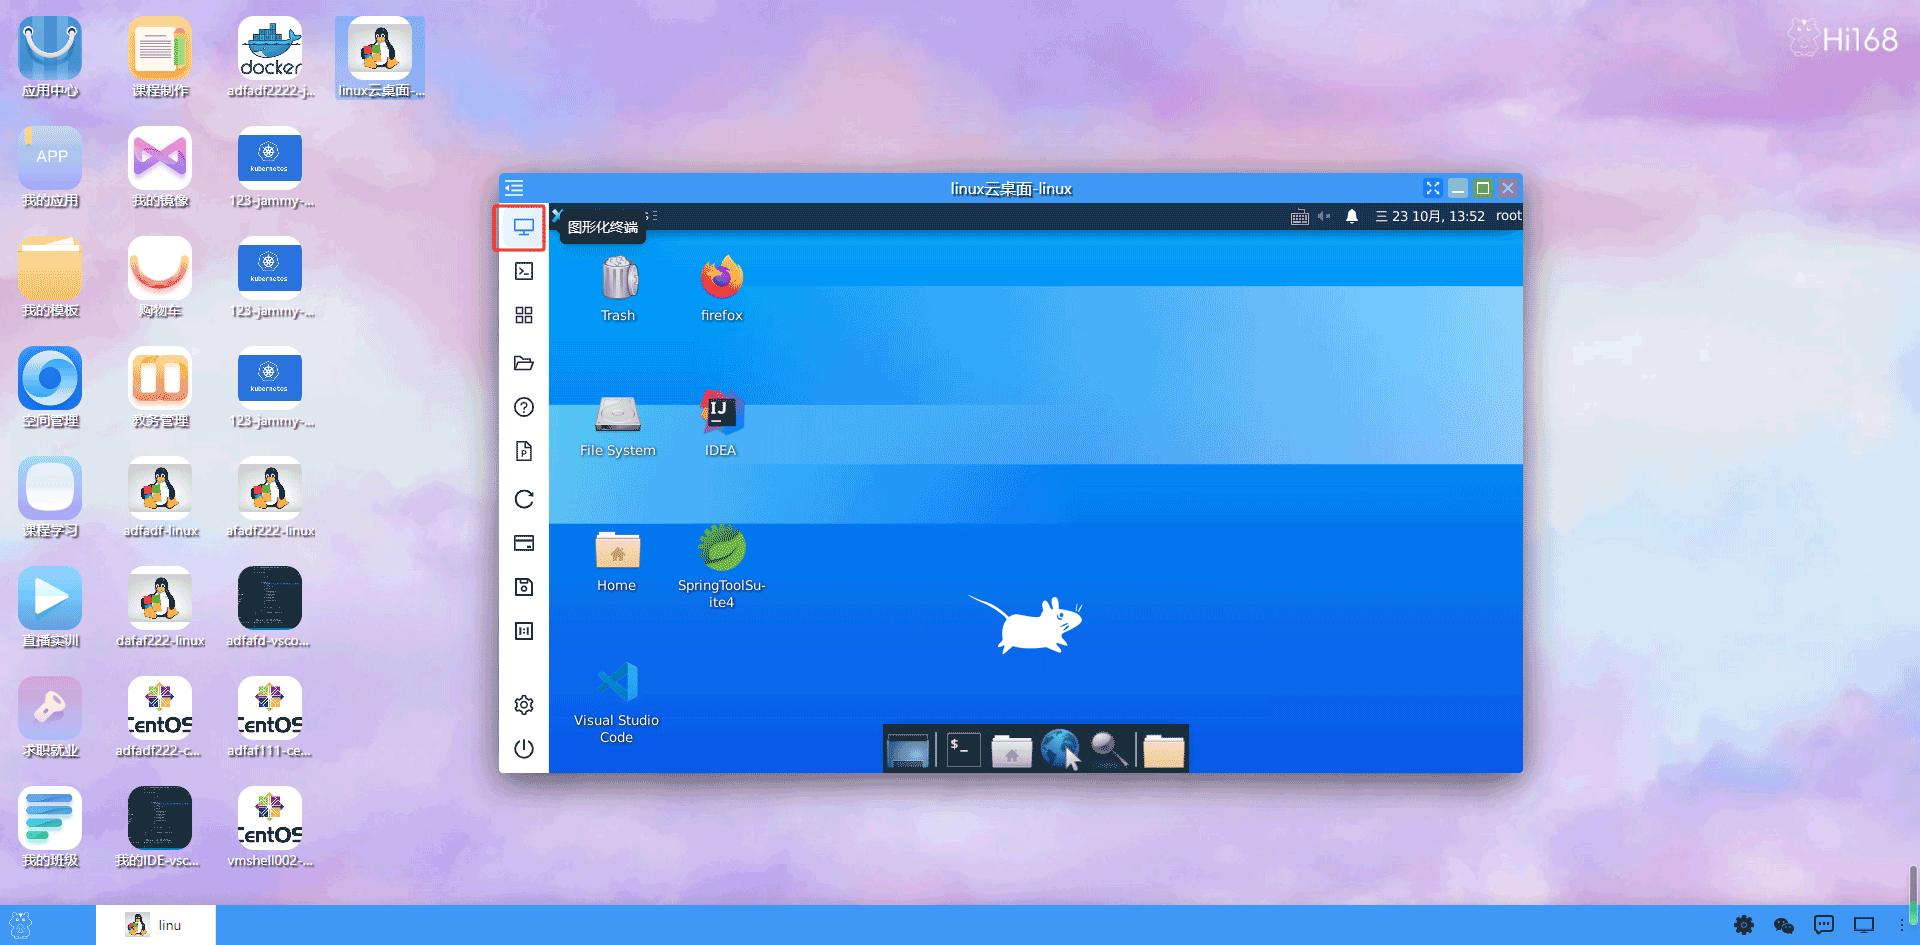 Hi168
应用中心
课程制作
docker
adfadf2222-j...
linux云桌面-...
APP
我的应用
我的镜像
kubernetes
123-jammy-...
我的模板
购物车
kubernetes
123-jammy-...
空间管理
教务管理
kubernetes
123-jammy-...
课程学习
adfadf-linux
afadf222-linux
直播实训
dafaf222-linux
adfafd-vsco...
求职就业
CentOS
adfadf222-c...
CentOS
adfaf111-ce...
我的班级
我的IDE-vsc...
CentOS
vmshell002-...
linux云桌面-linux
图形化终端
三 23 10月, 13:52 root
Trash
firefox
File System
IJ
IDEA
Home
SpringToolSu-
ite4
Visual Studio
Code
$_
linu